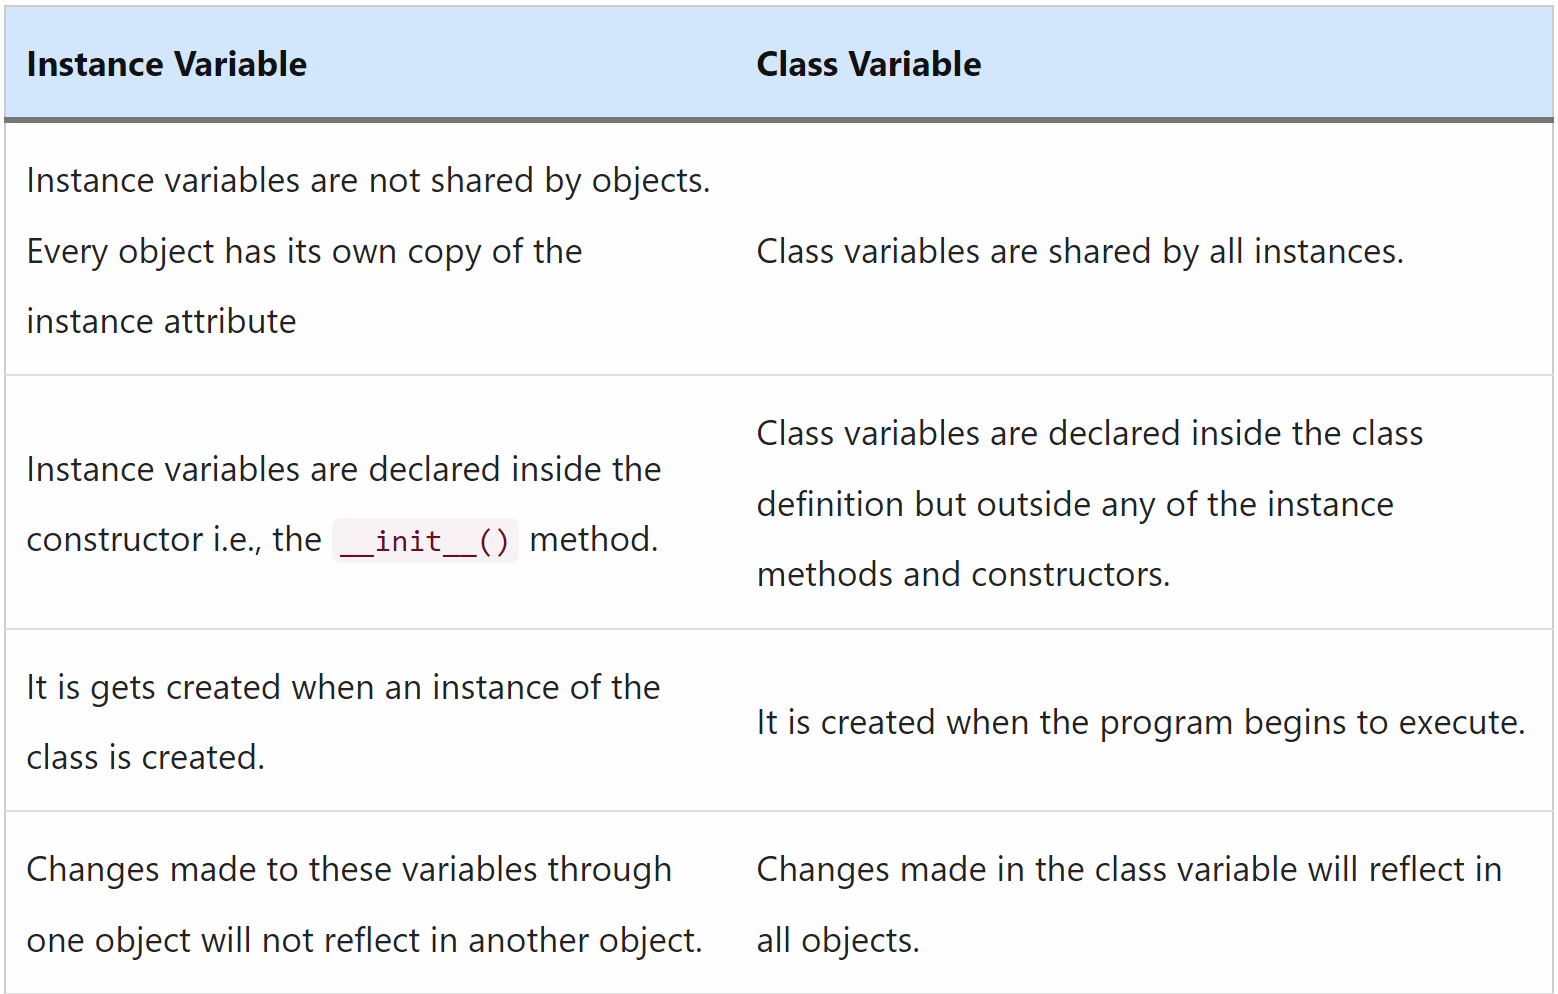 Instance Variable
Class Variable
Instance variables are not shared by objects.
Every object has its own copy of the
instance attribute
Class variables are shared by all instances.
Instance variables are declared inside the
constructor i.e., the __init__() method.
Class variables are declared inside the class
definition but outside any of the instance
methods and constructors.
It is gets created when an instance of the
class is created.
It is created when the program begins to execute.
Changes made to these variables through
one object will not reflect in another object.
Changes made in the class variable will reflect in
all objects.